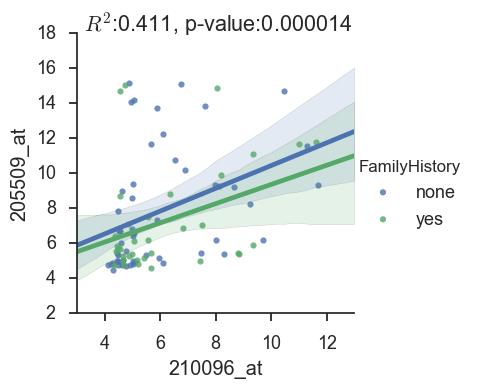 R²:0.411, p-value:0.000014
18
16
14
12
10
8
6
4
2
205509_at
4 6 8 10 12
210096_at
FamilyHistory
none
yes